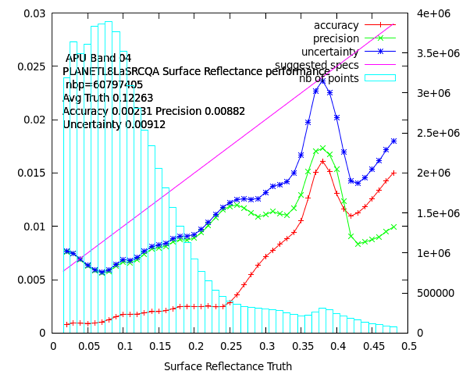 0.03
0.025
0.02
0.015
0.01
0.005
0
4e+06
3.5e+06
3e+06
2.5e+06
2e+06
1.5e+06
1e+06
500000
0
accuracy
precision
uncertainty
suggested specs
nb of points
APU Band 04
PLANETL8LaSRCQA Surface Reflectance performance
nbp=60797405
Avg Truth 0.12263
Accuracy 0.00231 Precision 0.00882
Uncertainty 0.00912
0 0.05 0.1 0.15 0.2 0.25 0.3 0.35 0.4 0.45 0.5
Surface Reflectance Truth